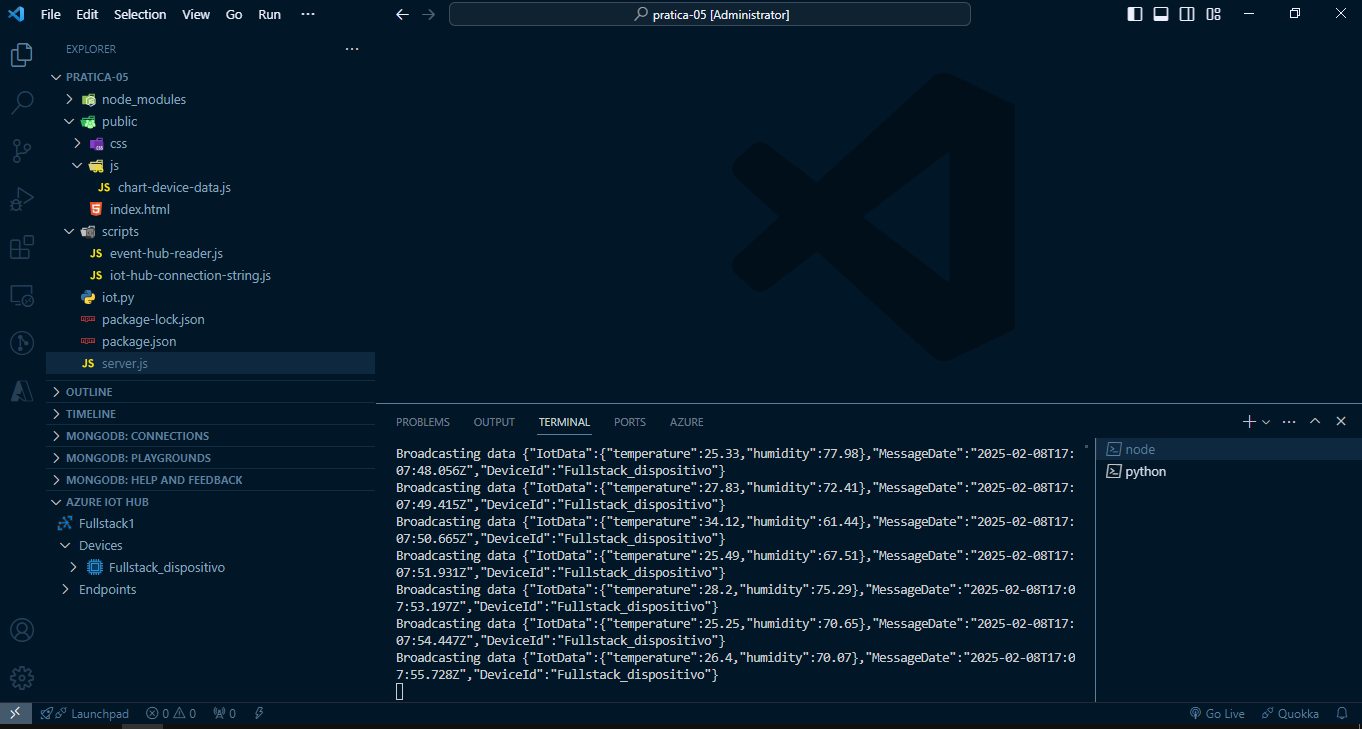 File Edit Selection View Go Run ···
pratica-05 [Administrator]
EXPLORER
PRATICA-05
node_modules
public
css
js
JS chart-device-data.js
index.html
scripts
JS event-hub-reader.js
JS iot-hub-connection-string.js
iot.py
package-lock.json
package.json
JS server.js
OUTLINE
TIMELINE
MONGODB: CONNECTIONS
MONGODB: PLAYGROUNDS
MONGODB: HELP AND FEEDBACK
AZURE IOT HUB
Fullstack1
Devices
Fullstack_dispositivo
Endpoints
PROBLEMS OUTPUT TERMINAL PORTS AZURE
Broadcasting data {"IotData":{"temperature":25.33,"humidity":77.98},"MessageDate":"2025-02-08T17:
07:48.056Z","DeviceId":"Fullstack_dispositivo"}
Broadcasting data {"IotData":{"temperature":27.83,"humidity":72.41},"MessageDate":"2025-02-08T17:
07:49.415Z","DeviceId":"Fullstack_dispositivo"}
Broadcasting data {"IotData":{"temperature":34.12,"humidity":61.44},"MessageDate":"2025-02-08T17:
07:50.665Z","DeviceId":"Fullstack_dispositivo"}
Broadcasting data {"IotData":{"temperature":25.49,"humidity":67.51},"MessageDate":"2025-02-08T17:
07:51.931Z","DeviceId":"Fullstack_dispositivo"}
Broadcasting data {"IotData":{"temperature":28.2,"humidity":75.29},"MessageDate":"2025-02-08T17:0
7:53.197Z","DeviceId":"Fullstack_dispositivo"}
Broadcasting data {"IotData":{"temperature":25.25,"humidity":70.65},"MessageDate":"2025-02-08T17:
07:54.447Z","DeviceId":"Fullstack_dispositivo"}
Broadcasting data {"IotData":{"temperature":26.4,"humidity":70.07},"MessageDate":"2025-02-08T17:0
7:55.728Z","DeviceId":"Fullstack_dispositivo"}
node
python
Launchpad 0 0 0 Go Live Quokka